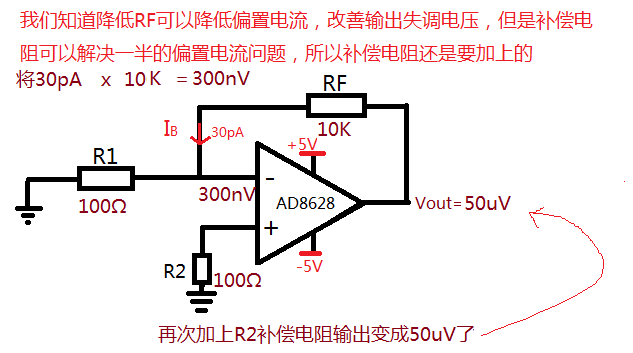 我们知道降低RF可以降低偏置电流，改善输出失调电压，但是补偿电
阻可以解决一半的偏置电流问题，所以补偿电阻还是要加上的
将30pA x 10K =300nV
RF
IB 30pA
10K
+5V
R1
100Ω
300nV
-
AD8628
Vout=50uV
+
R2
100Ω
-5V
再次加上R2补偿电阻输出变成50uV了